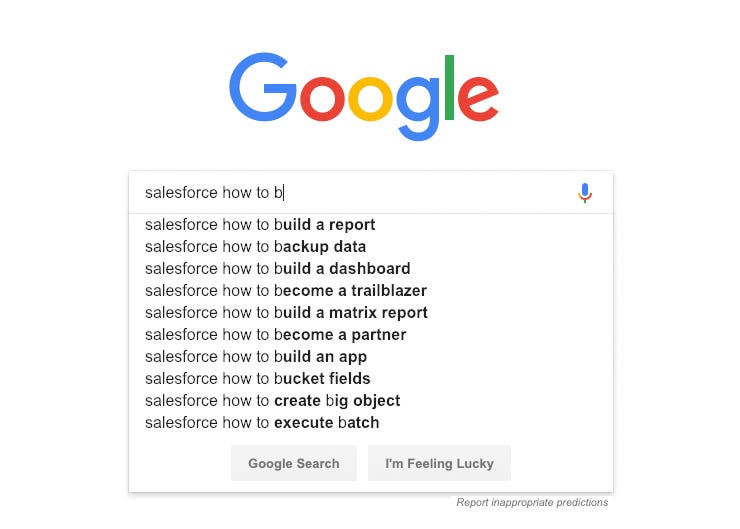 Google
salesforce how to b
salesforce how to build a report
salesforce how to backup data
salesforce how to build a dashboard
salesforce how to become a trailblazer
salesforce how to build a matrix report
salesforce how to become a partner
salesforce how to build an app
salesforce how to bucket fields
salesforce how to create big object
salesforce how to execute batch
Google Search I'm Feeling Lucky
Report inappropriate predictions